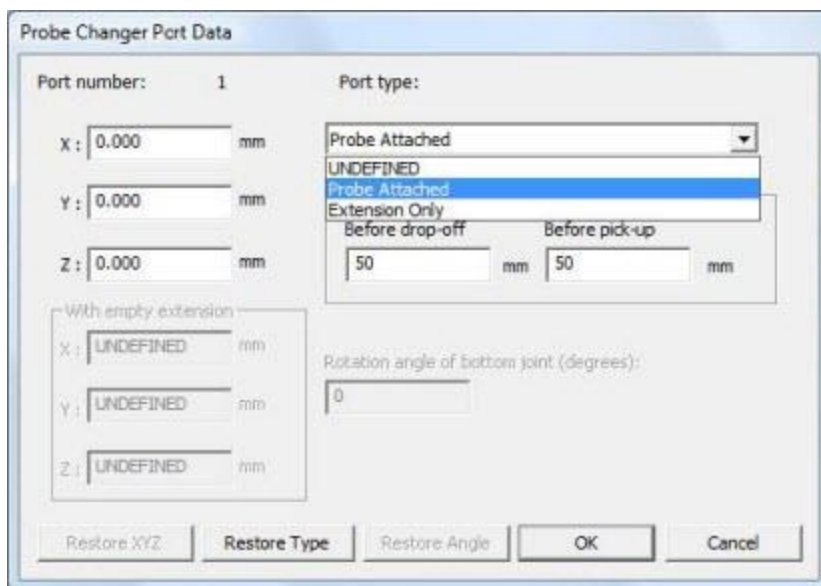 Probe Changer Port Data
Port number: 1 Port type:
X : 0.000 mm Probe Attached
UNDEFINED
Probe Attached
Y : 0.000 mm
Extension Only
Before drop-off Before pick-up
Z : 0.000 mm 50 mm 50 mm
With empty extension
X : UNDEFINED mm
Rotation angle of bottom joint (degrees):
Y : UNDEFINED mm 0
Z : UNDEFINED mm
Restore XYZ Restore Type Restore Angle OK Cancel